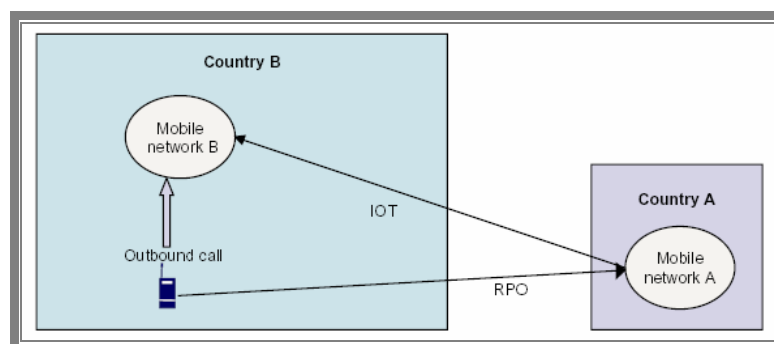 Country B
Mobile
network B
IOT
Country A
Outbound call
Mobile
network A
RPO